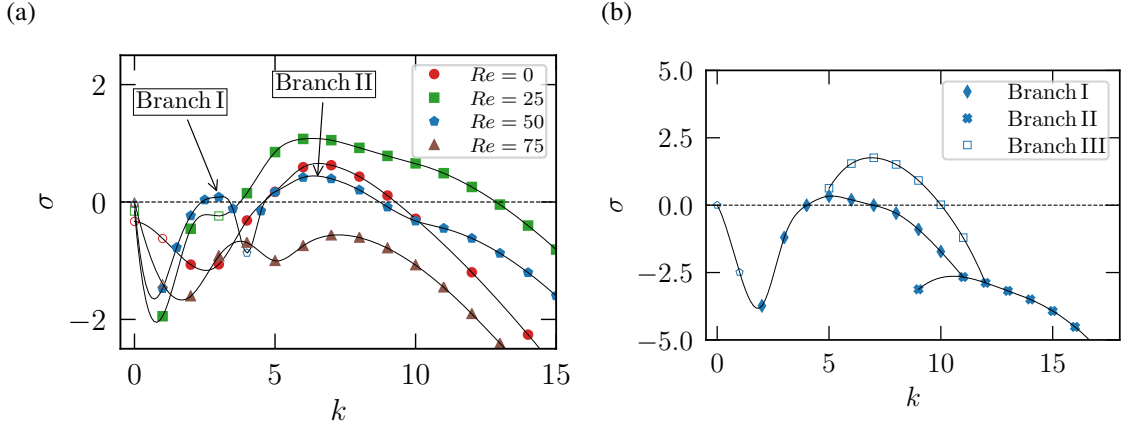 (a)
(b)
2
0
−2
σ
0
5
10
15
k
Branch I
Branch II
Re = 0
Re = 25
Re = 50
Re = 75
5.0
2.5
0.0
−2.5
−5.0
σ
0
5
10
15
k
Branch I
Branch II
Branch III